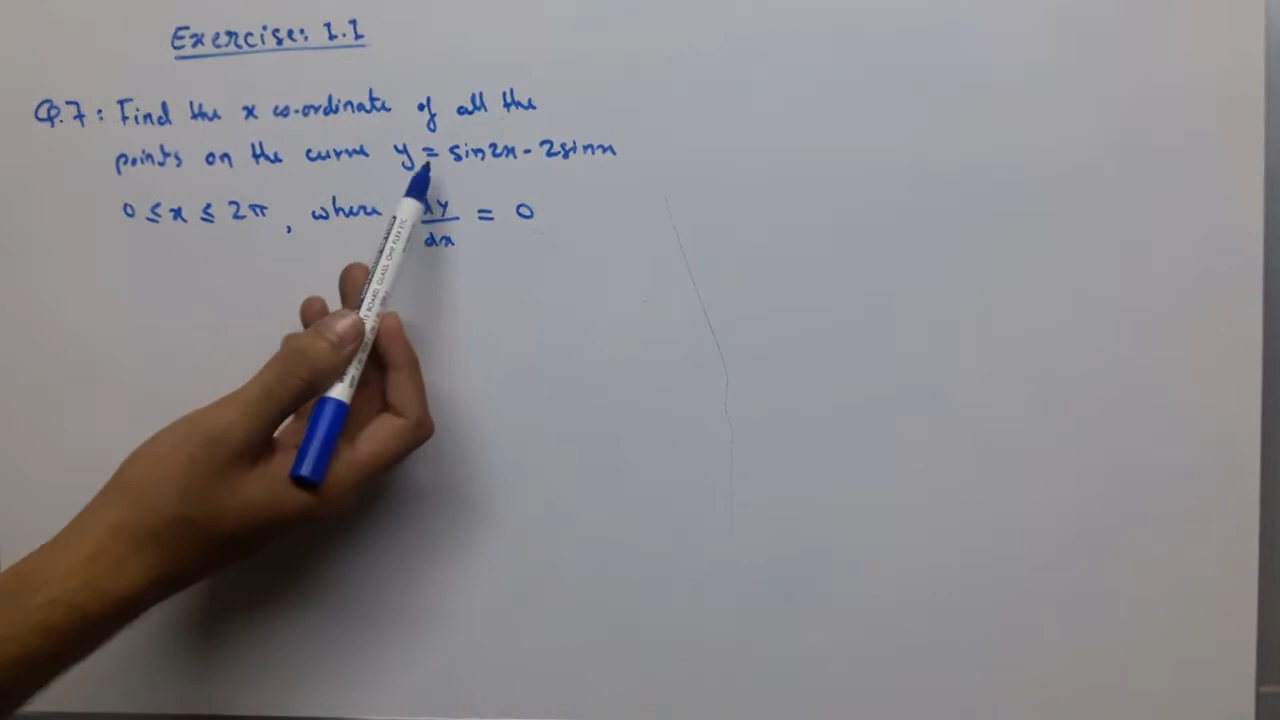 Exercise: 1.1
Q.7: Find the x co-ordinate of all the
points on the curve y = sin2x - 2sinx
0 ≤ x ≤ 2π, where dy/dx = 0